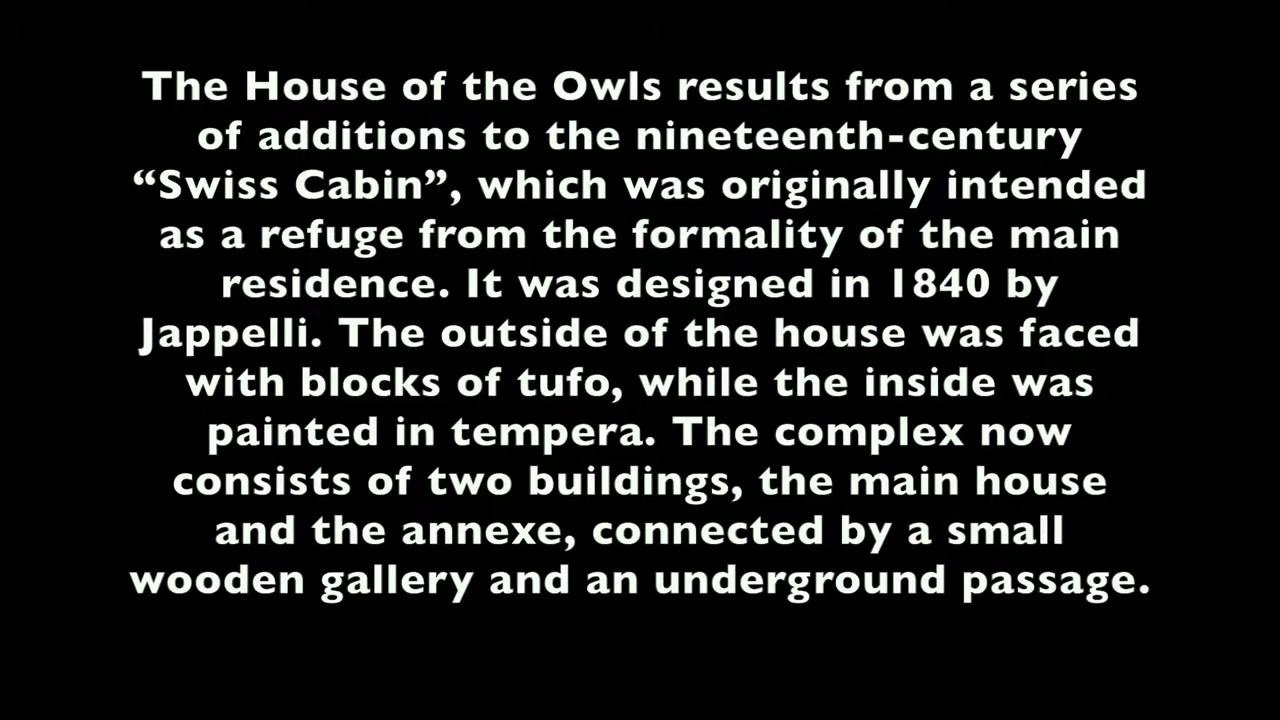 The House of the Owls results from a series
of additions to the nineteenth-century
“Swiss Cabin”, which was originally intended
as a refuge from the formality of the main
residence. It was designed in 1840 by
Jappelli. The outside of the house was faced
with blocks of tufo, while the inside was
painted in tempera. The complex now
consists of two buildings, the main house
and the annexe, connected by a small
wooden gallery and an underground passage.